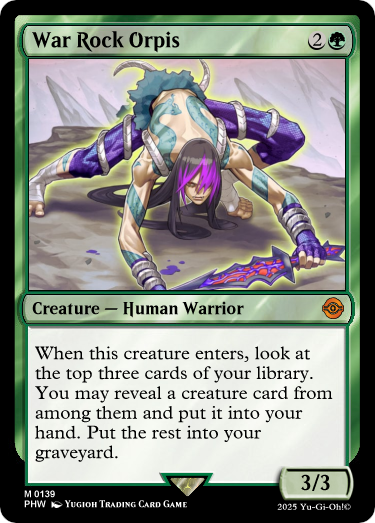 War Rock Orpis 2
Creature — Human Warrior
When this creature enters, look at
the top three cards of your library.
You may reveal a creature card from
among them and put it into your
hand. Put the rest into your
graveyard.
3/3
M 0139
PHW Yugioh Trading Card Game
2025 Yu-Gi-Oh!©